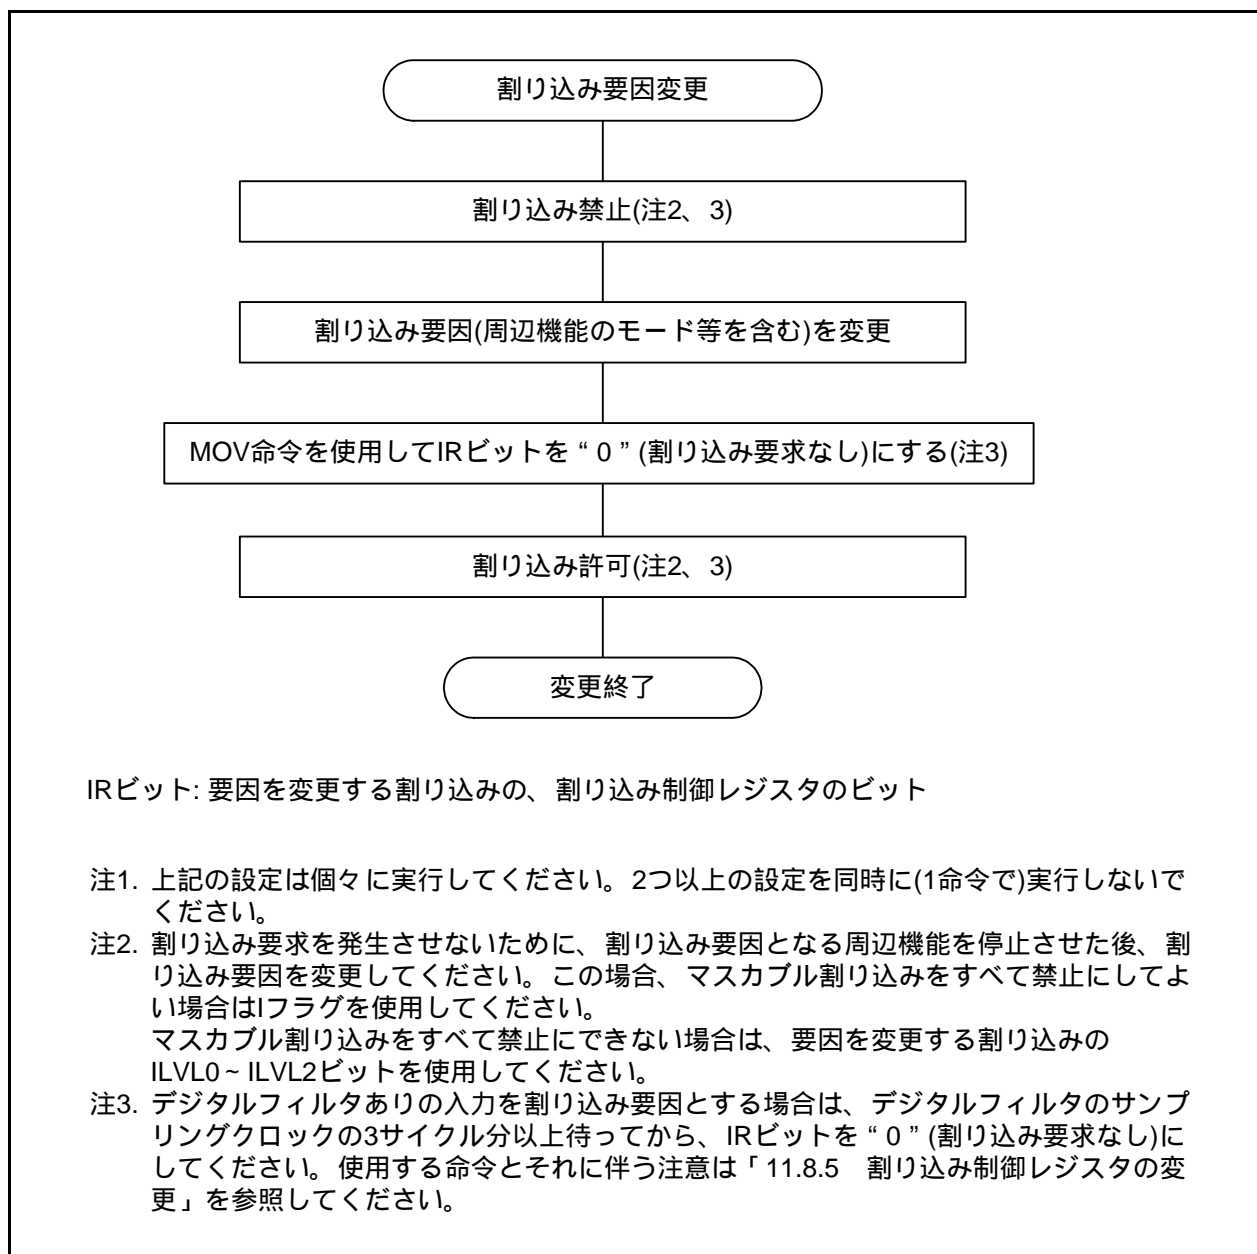 割り込み要因変更
割り込み禁止(注2、3)
割り込み要因(周辺機能のモード等を含む)を変更
MOV命令を使用してIRビットを“0”(割り込み要求なし)にする(注3)
割り込み許可(注2、3)
変更終了
IRビット: 要因を変更する割り込みの、割り込み制御レジスタのビット
注1. 上記の設定は個々に実行してください。2つ以上の設定を同時に(1命令で)実行しないで
ください。
注2. 割り込み要求を発生させないために、割り込み要因となる周辺機能を停止させた後、割
り込み要因を変更してください。この場合、マスカブル割り込みをすべて禁止にしてよ
い場合はIフラグを使用してください。
マスカブル割り込みをすべて禁止にできない場合は、要因を変更する割り込みの
ILVL0~ILVL2ビットを使用してください。
注3. デジタルフィルタありの入力を割り込み要因とする場合は、デジタルフィルタのサンプ
リングクロックの3サイクル分以上待ってから、IRビットを“0”(割り込み要求なし)に
してください。使用する命令とそれに伴う注意は「11.8.5 割り込み制御レジスタの変
更」を参照してください。